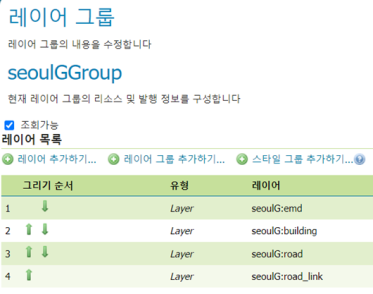 레이어 그룹
레이어 그룹의 내용을 수정합니다
seoulGGroup
현재 레이어 그룹의 리소스 및 발행 정보를 구성합니다
조회가능
레이어 목록
레이어 추가하기... 레이어 그룹 추가하기... 스타일 그룹 추가하기...
그리기 순서 유형 레이어
1 Layer seoulG:emd
2 Layer seoulG:building
3 Layer seoulG:road
4 Layer seoulG:road_link